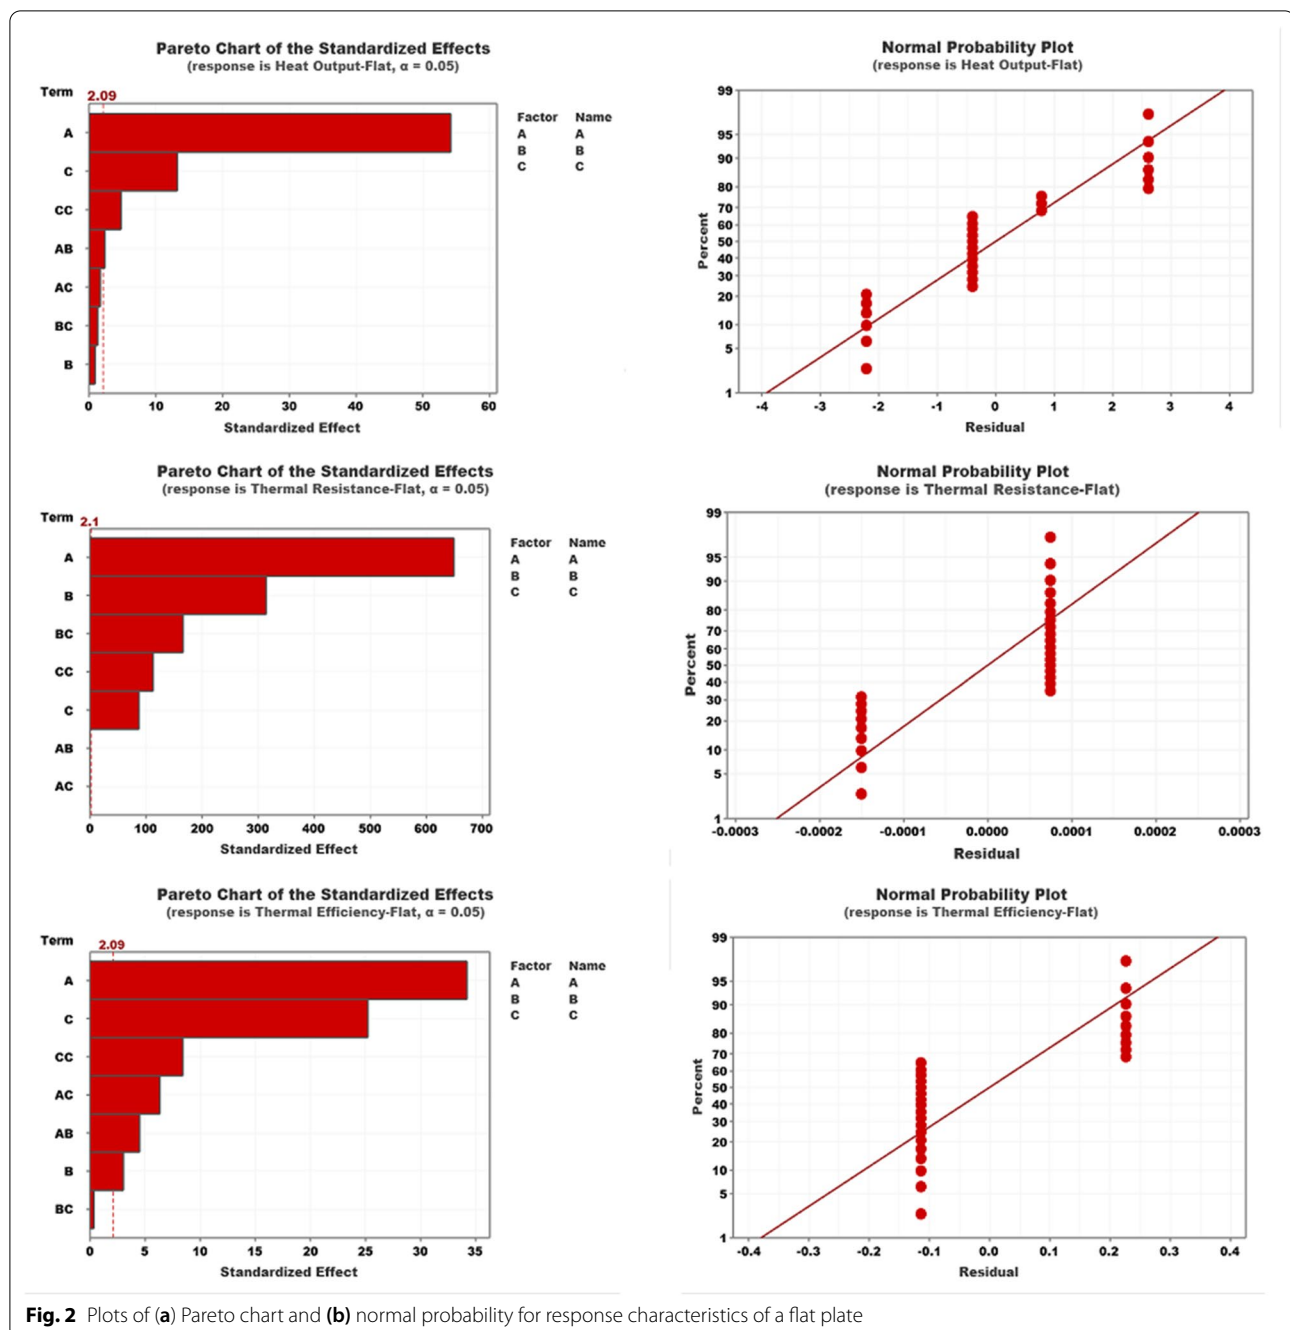 Pareto Chart of the Standardized Effects
(response is Heat Output-Flat, α = 0.05)
Term
2.09
A
C
CC
AB
AC
BC
B
0 10 20 30 40 50 60
Standardized Effect
Factor Name
A A
B B
C C
Normal Probability Plot
(response is Heat Output-Flat)
Percent
99
95
90
80
70
60
50
40
30
20
10
5
1
-4 -3 -2 -1 0 1 2 3 4
Residual
Pareto Chart of the Standardized Effects
(response is Thermal Resistance-Flat, α = 0.05)
Term
2.1
A
B
BC
CC
C
AB
AC
0 100 200 300 400 500 600 700
Standardized Effect
Factor Name
A A
B B
C C
Normal Probability Plot
(response is Thermal Resistance-Flat)
Percent
99
95
90
80
70
60
50
40
30
20
10
5
1
-0.0003 -0.0002 -0.0001 0.0000 0.0001 0.0002 0.0003
Residual
Pareto Chart of the Standardized Effects
(response is Thermal Efficiency-Flat, α = 0.05)
Term
2.09
A
C
CC
AC
AB
B
BC
0 5 10 15 20 25 30 35
Standardized Effect
Factor Name
A A
B B
C C
Normal Probability Plot
(response is Thermal Efficiency-Flat)
Percent
99
95
90
80
70
60
50
40
30
20
10
5
1
-0.4 -0.3 -0.2 -0.1 0.0 0.1 0.2 0.3 0.4
Residual
Fig. 2 Plots of (a) Pareto chart and (b) normal probability for response characteristics of a flat plate